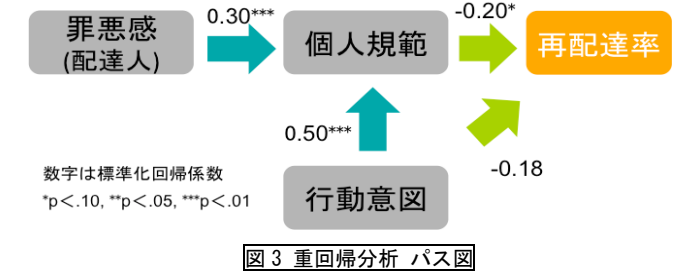 罪悪感
(配達人)
0.30***
個人規範
-0.20*
再配達率
0.50***
-0.18
行動意図
数字は標準化回帰係数
*p＜.10, **p＜.05, ***p＜.01
図 3 重回帰分析 パス図